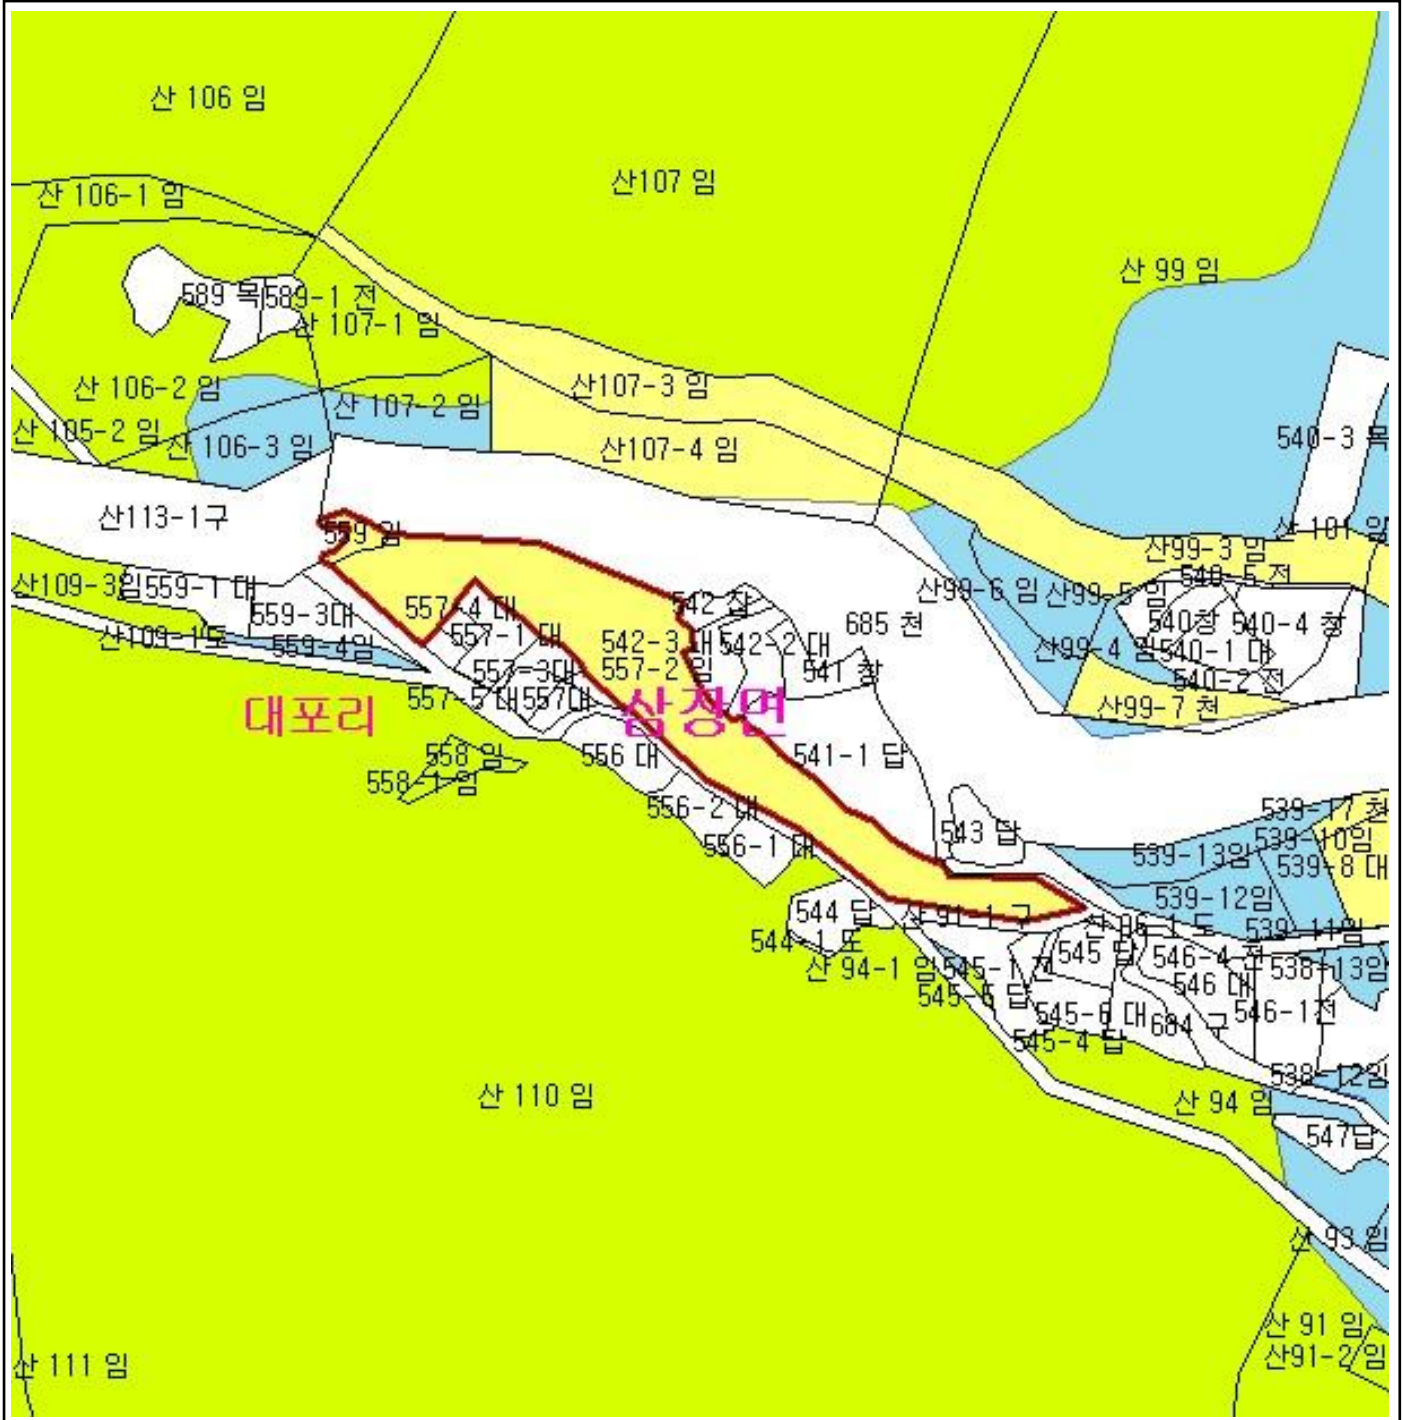 산 106 임
산107 임
산 106-1 임
산 99 임
589 목
589-1 전
산 107-1 임
산 106-2 임
산107-3 임
산 107-2 임
산 105-2 임
산 106-3 임
산107-4 임
540-3 목
산113-1구
559 임
산 101 임
산99-3 임
540-5 전
산109-3임
559-1 대
산99-6 임
산99-5 임
557-4 대
542 잡
559-3대
685 천
540창
540-4 창
산109-1도
559-4임
557-1 대
542-3 대
542-2 대
산99-4 임
540-1 대
557-3대
557-2 임
541 창
540-2 전
557-5 대
557대
산99-7 천
대포리
삼장면
558 임
556 대
541-1 답
558-1 임
556-2 대
539-17 천
543 답
539-10임
556-1 대
539-13임
539-8 대
539-12임
544 답
산 91-1 구
산 96-1 도
539-11임
544-1 도
545 답
546-4 전
산 94-1 임
545-1 전
538-13임
546 대
545-5 답
545-6 대
684 구
546-1전
545-4 답
538-12임
산 110 임
산 94 임
547답
산 93 임
산 91 임
산91-2 임
산 111 임